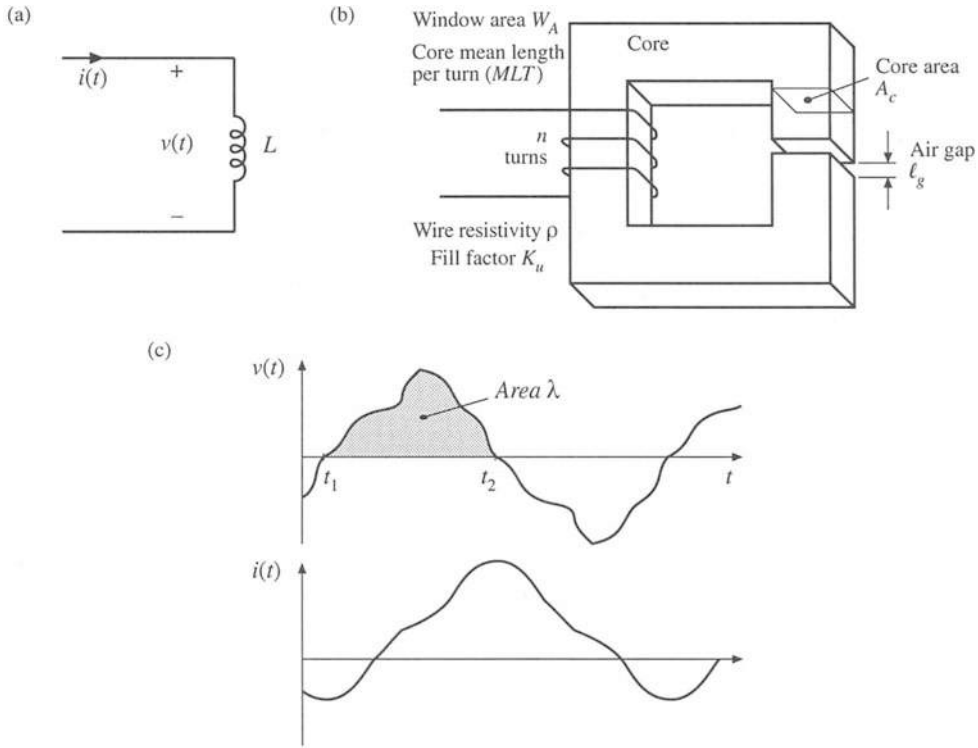 (a)
i(t)
+
v(t)
L
−
(b)
Window area W_A
Core mean length
per turn (MLT)
Core
Core area
A_c
n
turns
Air gap
ℓ_g
Wire resistivity ρ
Fill factor K_u
(c)
v(t)
Area λ
t_1
t_2
t
i(t)